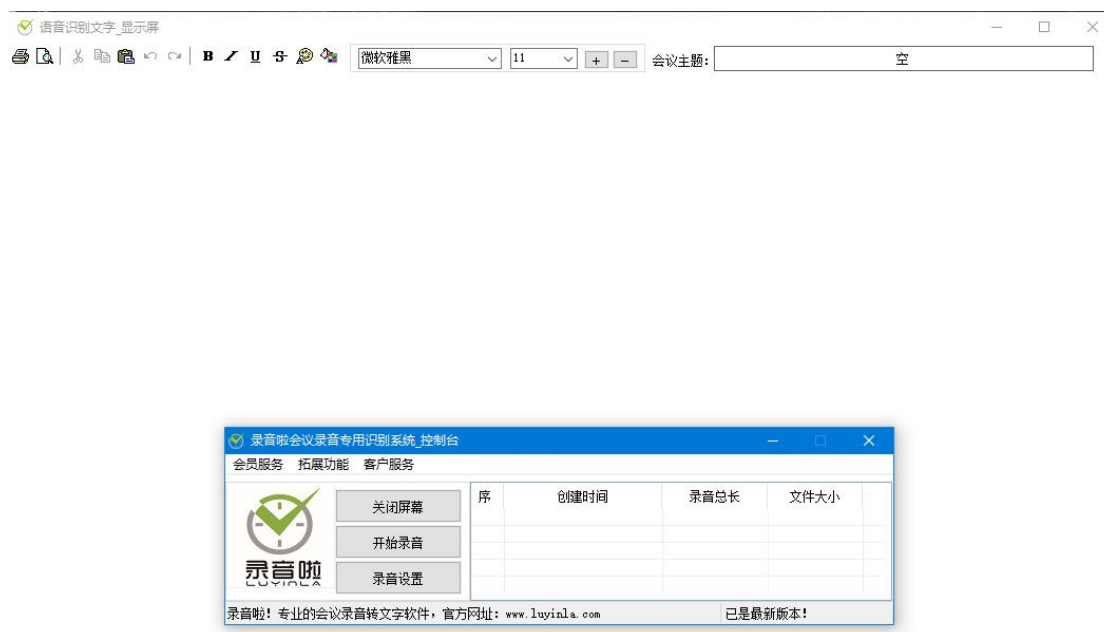 语音识别文字_显示屏
B I U S 微软雅黑 11 + - 会议主题: 空
录音啦会议录音专用识别系统_控制台
会员服务 拓展功能 客户服务
序 创建时间 录音总长 文件大小
关闭屏幕
开始录音
录音设置
录音啦
LUYINLA
录音啦! 专业的会议录音转文字软件，官方网址: www.luyinla.com 已是最新版本!